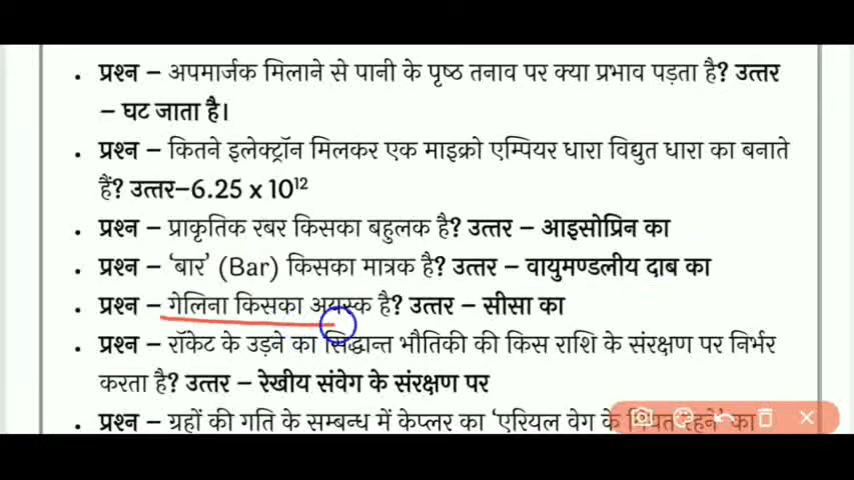 • प्रश्न – अपमार्जक मिलाने से पानी के पृष्ठ तनाव पर क्या प्रभाव पड़ता है? उत्तर
– घट जाता है।
• प्रश्न – कितने इलेक्ट्रॉन मिलकर एक माइक्रो एम्पियर धारा विद्युत धारा का बनाते
हैं? उत्तर–6.25 x 10¹²
• प्रश्न – प्राकृतिक रबर किसका बहुलक है? उत्तर – आइसोप्रिन का
• प्रश्न – ‘बार’ (Bar) किसका मात्रक है? उत्तर – वायुमण्डलीय दाब का
• प्रश्न – गेलिना किसका अयस्क है? उत्तर – सीसा का
• प्रश्न – रॉकेट के उड़ने का सिद्धान्त भौतिकी की किस राशि के संरक्षण पर निर्भर
करता है? उत्तर – रेखीय संवेग के संरक्षण पर
• प्रश्न – ग्रहों की गति के सम्बन्ध में केप्लर का ‘एरियल वेग के नियत रहने’ का